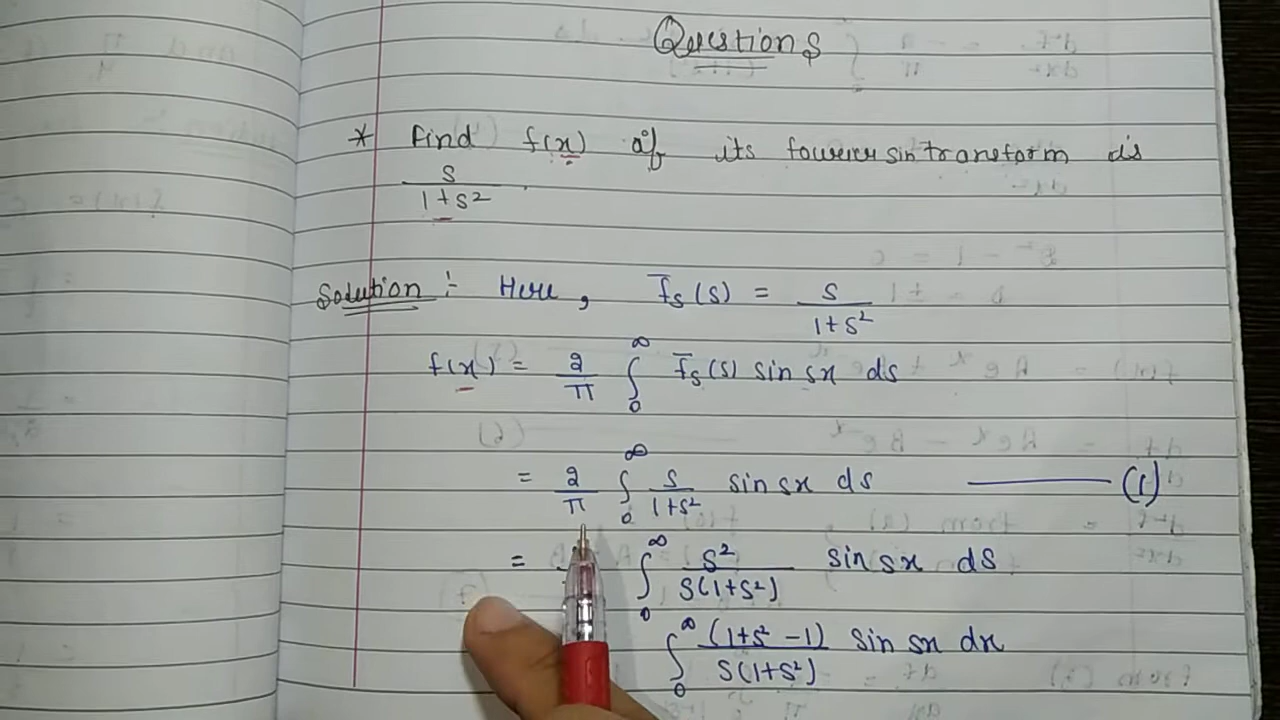 Questions
* Find f(x) if its fourier sin transform is
s/(1+s²).
Solution :- Here, f̄s(s) = s/(1+s²)
f(x) = 2/π ∫₀^∞ f̄s(s) sin sx ds
= 2/π ∫₀^∞ s/(1+s²) sin sx ds ——— (1)
= ∫₀^∞ s²/(s(1+s²)) sin sx ds
∫₀^∞ (1+s²-1)/(s(1+s²)) sin sx dx